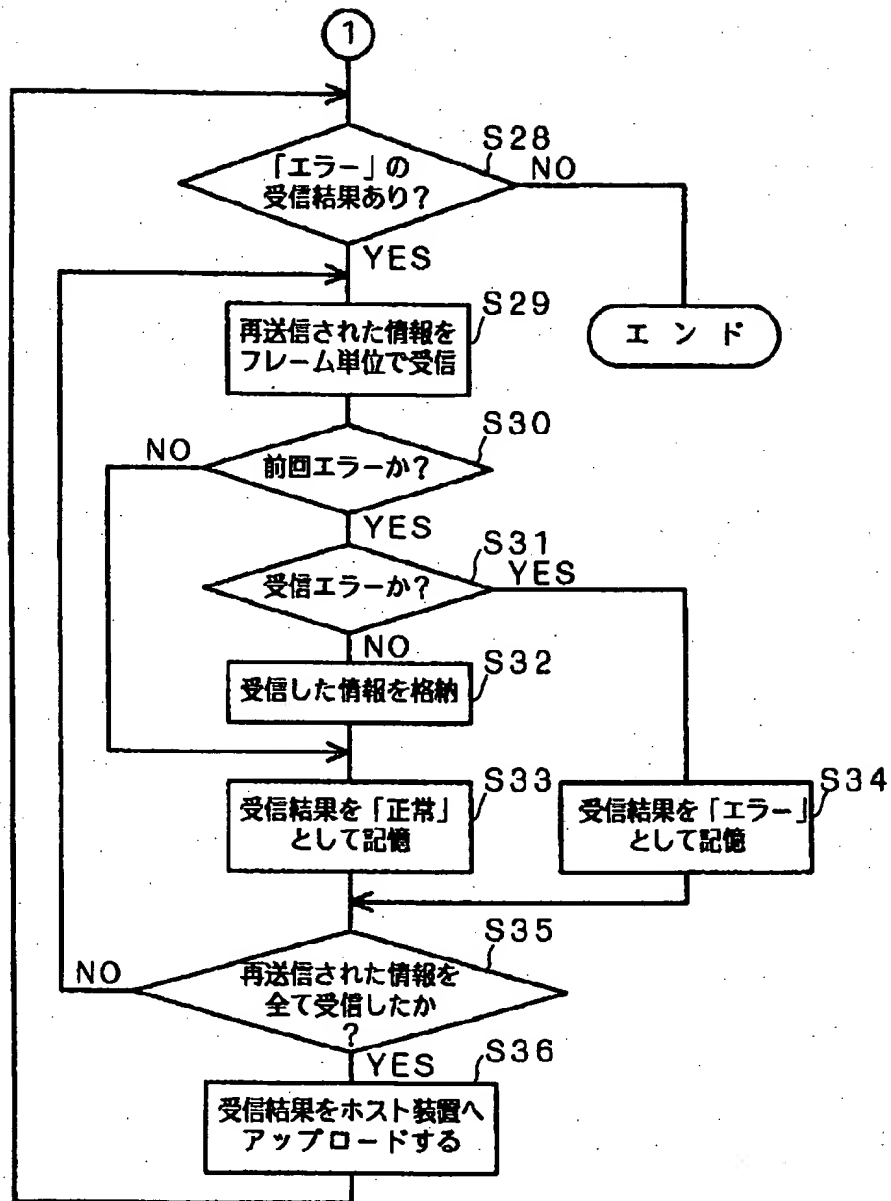 1
S28
「エラー」の
受信結果あり?
NO
YES
S29
再送信された情報を
フレーム単位で受信
エンド
S30
NO
前回エラーか?
YES
S31
受信エラーか?
YES
NO
S32
受信した情報を格納
S33
受信結果を「正常」
として記憶
S34
受信結果を「エラー」
として記憶
S35
NO
再送信された情報を
全て受信したか
?
YES
S36
受信結果をホスト装置へ
アップロードする